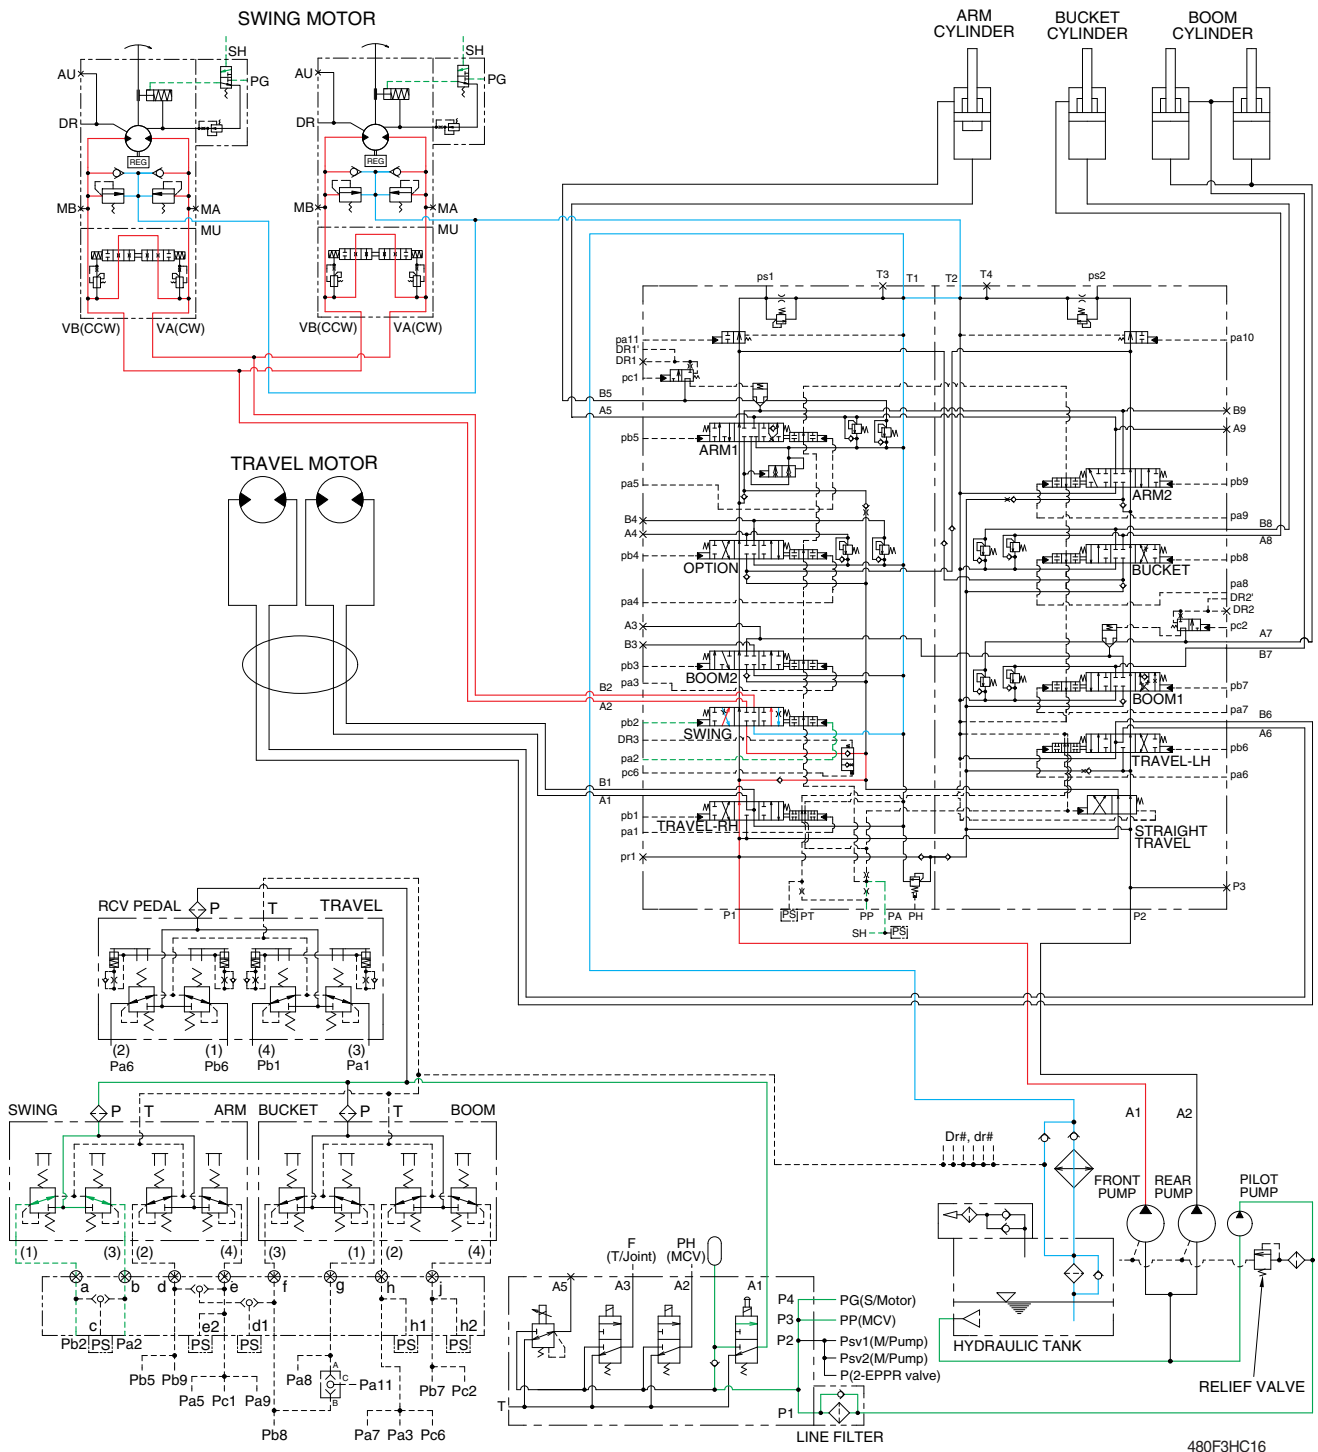 SWING MOTOR
ARM
CYLINDER
BUCKET
CYLINDER
BOOM
CYLINDER
SH
SH
AU
PG
AU
PG
DR
DR
REG
REG
MB
MA
MU
MB
MA
MU
VB(CCW)
VA(CW)
VB(CCW)
VA(CW)
ps1
T3
T1
T2
T4
ps2
pa11
DR1'
DR1
pc1
pa10
B5
A5
B9
A9
pb5
ARM1
TRAVEL MOTOR
pa5
pb9
ARM2
pa9
B4
A4
B8
A8
pb4
OPTION
pb8
BUCKET
pa4
pa8
DR2'
DR2
A3
pc2
B3
A7
B7
pb3
BOOM2
pa3
pb7
BOOM1
B2
A2
pa7
pb2
SWING
B6
A6
DR3
pb6
TRAVEL-LH
pa2
pc6
pa6
B1
A1
pb1
TRAVEL-RH
pa1
STRAIGHT
TRAVEL
pr1
P3
P1
PS
PT
PP
PA
PH
P2
SH
PS
RCV PEDAL
P
T
TRAVEL
(2)
(1)
(4)
(3)
Pa6
Pb6
Pb1
Pa1
SWING
P
T
ARM
BUCKET
P
T
BOOM
A1
A2
Dr#, dr#
FRONT
PUMP
REAR
PUMP
PILOT
PUMP
(1)
(3)
(2)
(4)
(3)
(1)
(2)
(4)
a
b
d
e
f
g
h
j
c
e2
d1
h1
h2
Pb2
PS
Pa2
PS
PS
PS
PS
Pb5
Pb9
Pa5
Pc1
Pa9
Pa8
A
C
B
Pa11
Pb8
Pb7
Pc2
Pa7
Pa3
Pc6
F
(T/Joint)
PH
(MCV)
A5
A3
A2
A1
P4
PG(S/Motor)
P3
PP(MCV)
P2
Psv1(M/Pump)
Psv2(M/Pump)
P(2-EPPR valve)
T
P1
LINE FILTER
HYDRAULIC TANK
RELIEF VALVE
480F3HC16